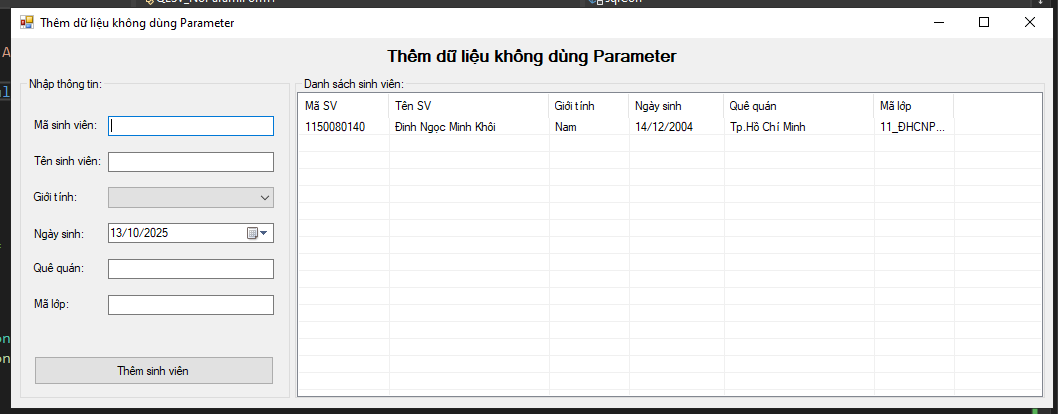 QLSV_NoParamForm1
sqlCon
Thêm dữ liệu không dùng Parameter
Thêm dữ liệu không dùng Parameter
Nhập thông tin:
Mã sinh viên:
Tên sinh viên:
Giới tính:
Ngày sinh: 13/10/2025
Quê quán:
Mã lớp:
Thêm sinh viên
Danh sách sinh viên:
Mã SV Tên SV Giới tính Ngày sinh Quê quán Mã lớp
1150080140 Đinh Ngọc Minh Khôi Nam 14/12/2004 Tp.Hồ Chí Minh 11_ĐHCNP...